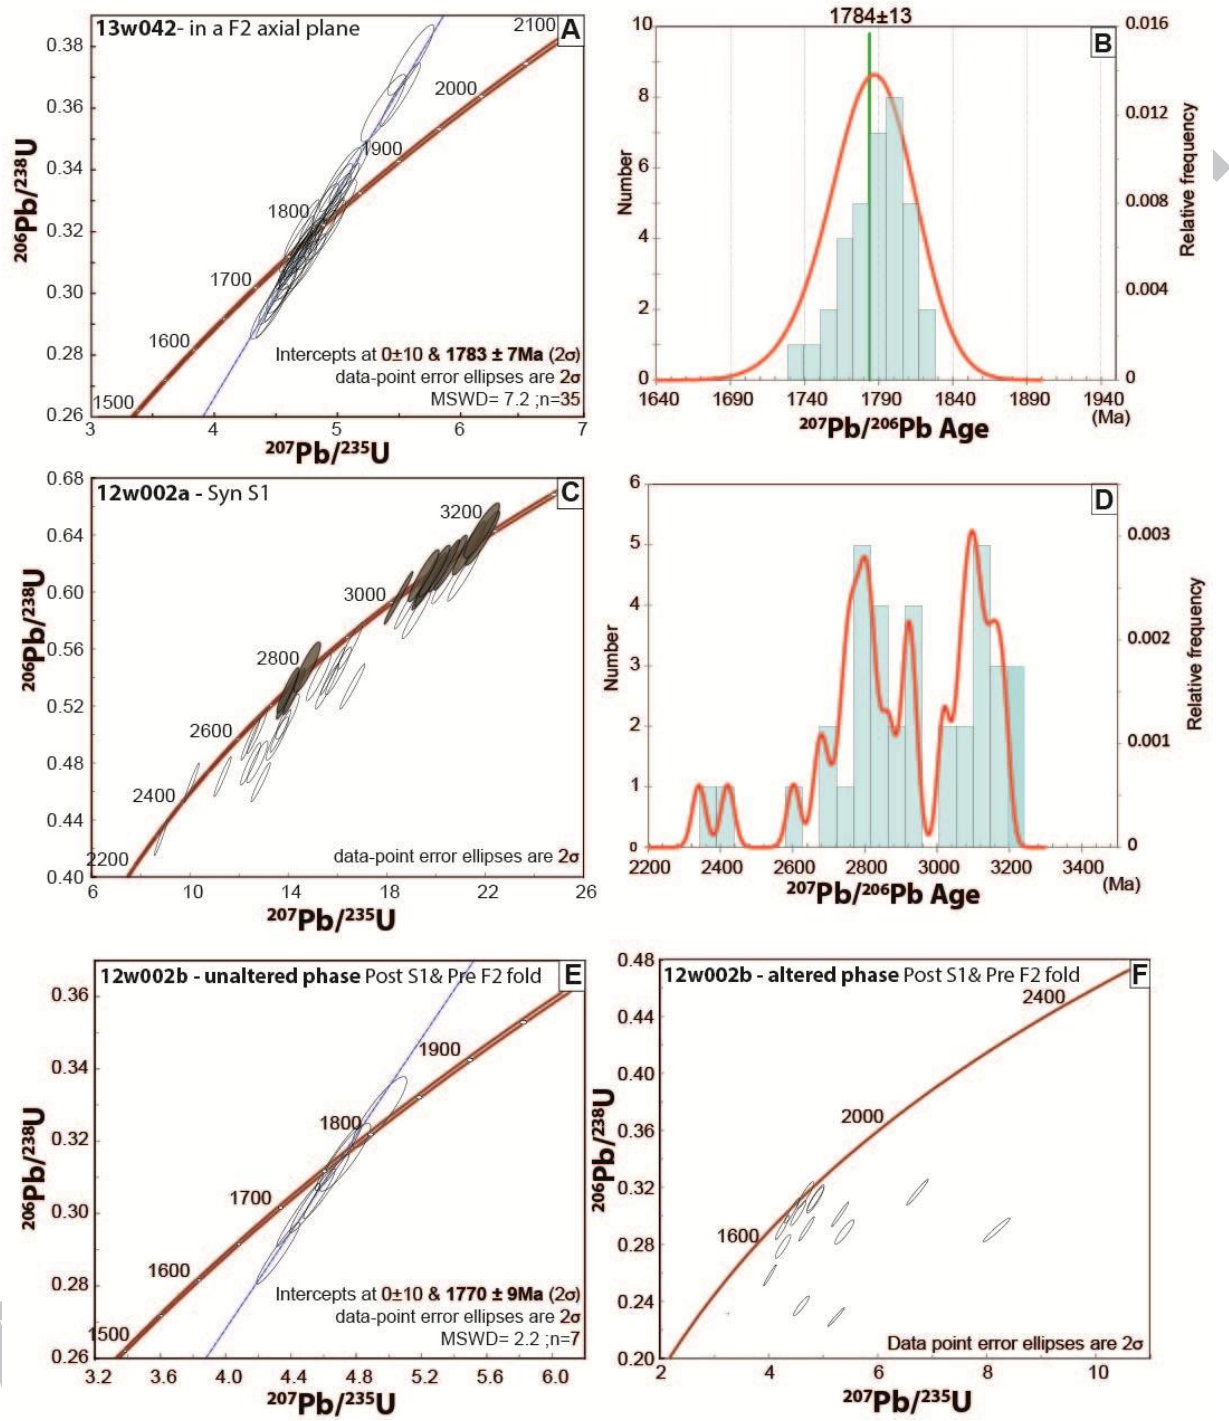 13w042- in a F2 axial plane
A
2100
2000
1900
1800
1700
1600
1500
0.38
0.36
0.34
0.32
0.30
0.28
0.26
206Pb/238U
Intercepts at 0±10 & 1783 ± 7Ma (2σ)
data-point error ellipses are 2σ
MSWD= 7.2 ;n=35
3 4 5 6 7
207Pb/235U
1784±13
B
10
8
6
4
2
0
Number
0.016
0.012
0.008
0.004
0
Relative frequency
1640 1690 1740 1790 1840 1890 1940
(Ma)
207Pb/206Pb Age
12w002a - Syn S1
C
3200
3000
2800
2600
2400
2200
0.68
0.64
0.60
0.56
0.52
0.48
0.44
0.40
206Pb/238U
data-point error ellipses are 2σ
6 10 14 18 22 26
207Pb/235U
D
6
5
4
3
2
1
0
Number
0.003
0.002
0.001
0
Relative frequency
2200 2400 2600 2800 3000 3200 3400
(Ma)
207Pb/206Pb Age
12w002b - unaltered phase Post S1& Pre F2 fold
E
1900
1800
1700
1600
1500
0.36
0.34
0.32
0.30
0.28
0.26
206Pb/238U
Intercepts at 0±10 & 1770 ± 9Ma (2σ)
data-point error ellipses are 2σ
MSWD= 2.2 ;n=7
3.2 3.6 4.0 4.4 4.8 5.2 5.6 6.0
207Pb/235U
12w002b - altered phase Post S1& Pre F2 fold
F
2400
2000
1600
0.48
0.44
0.40
0.36
0.32
0.28
0.24
0.20
206Pb/238U
Data point error ellipses are 2σ
2 4 6 8 10
207Pb/235U